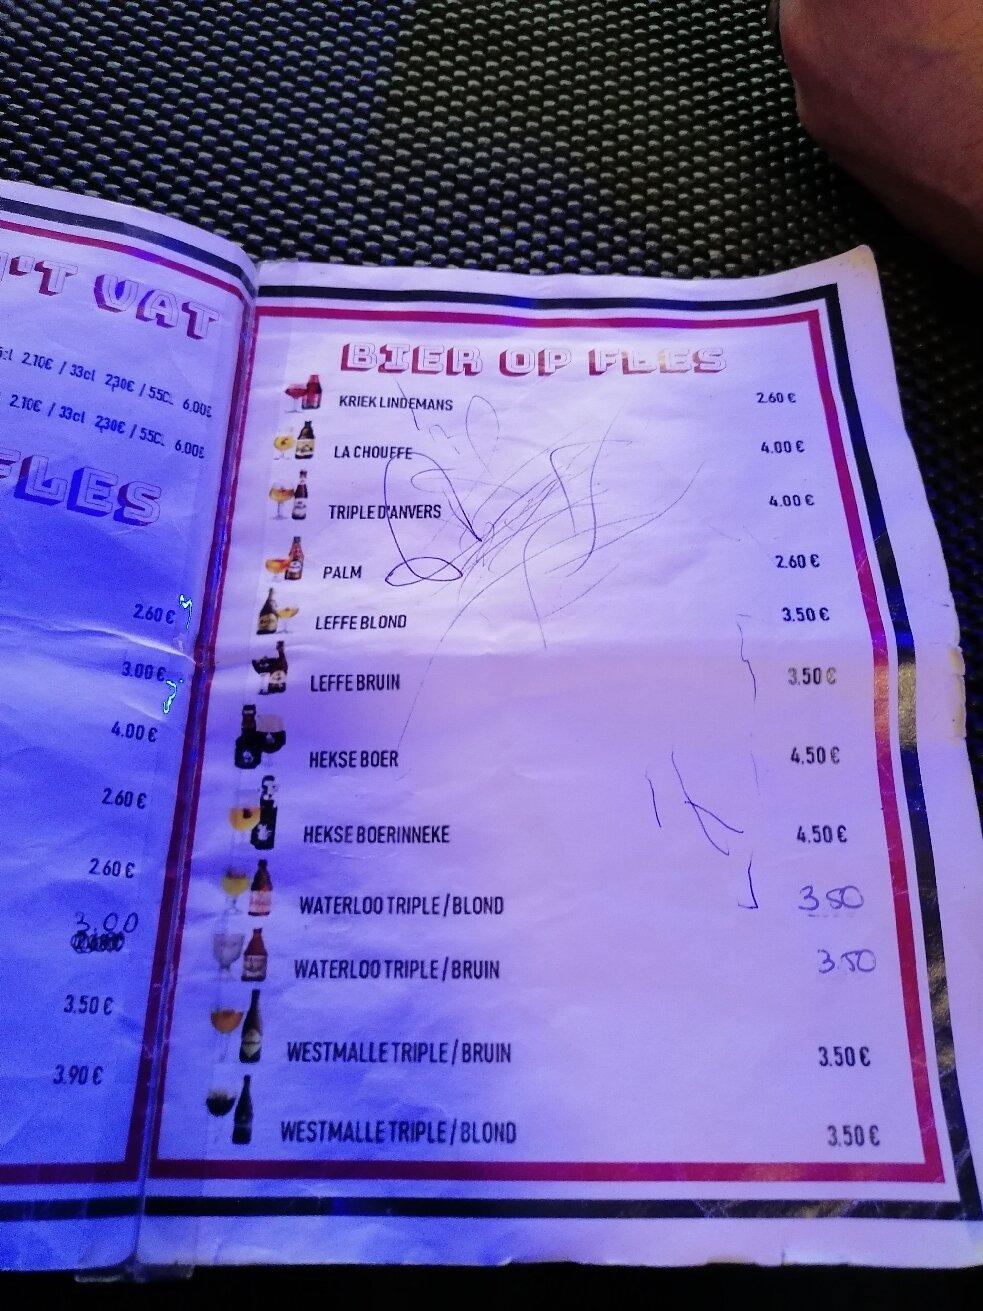 'T VAT
cl 2.10€ / 33cl 2,30€ / 55CL 6.00€
2.10€ / 33cl 2,30€ / 55CL 6.00€
FLES
2.60 €
3.00 €
4.00 €
2.60 €
2.60 €
3,00
3.50 €
3.90 €
BIER OP FLES
KRIEK LINDEMANS 2.60 €
LA CHOUFFE 4.00 €
TRIPLE D'ANVERS 4.00 €
PALM 2.60 €
LEFFE BLOND 3.50 €
LEFFE BRUIN 3.50 €
HEKSE BOER 4.50 €
HEKSE BOERINNEKE 4.50 €
WATERLOO TRIPLE / BLOND 3.50
WATERLOO TRIPLE / BRUIN 3.50
WESTMALLE TRIPLE / BRUIN 3.50 €
WESTMALLE TRIPLE / BLOND 3.50 €